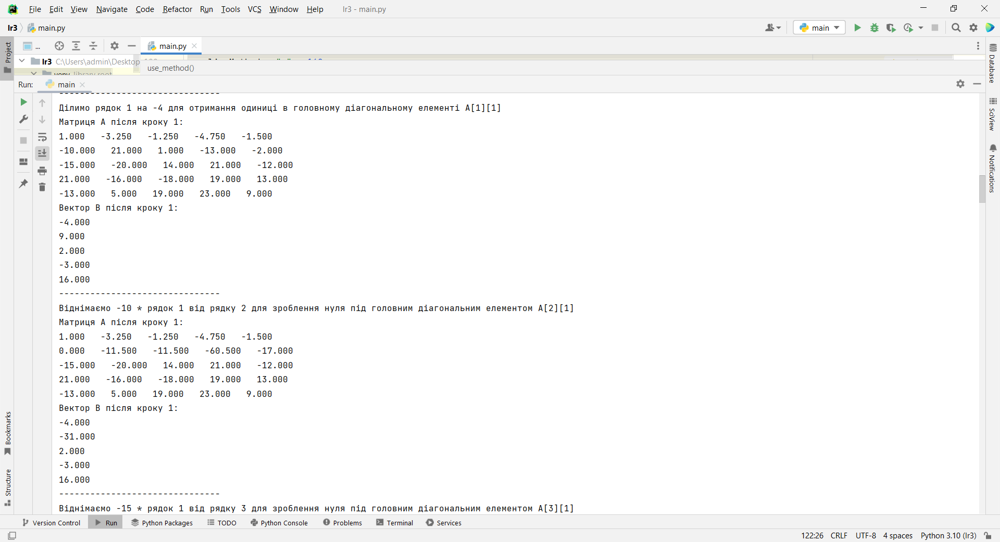 File Edit View Navigate Code Refactor Run Tools VCS Window Help lr3 - main.py
lr3 main.py main
Project
... main.py
lr3 C:\Users\admin\Desktop
venv library root
use_method()
Run: main
Ділимо рядок 1 на -4 для отримання одиниці в головному діагональному елементі A[1][1]
Матриця A після кроку 1:
1.000 -3.250 -1.250 -4.750 -1.500
-10.000 21.000 1.000 -13.000 -2.000
-15.000 -20.000 14.000 21.000 -12.000
21.000 -16.000 -18.000 19.000 13.000
-13.000 5.000 19.000 23.000 9.000
Вектор B після кроку 1:
-4.000
9.000
2.000
-3.000
16.000
-------------------------------
Віднімаємо -10 * рядок 1 від рядку 2 для зроблення нуля під головним діагональним елементом A[2][1]
Матриця A після кроку 1:
1.000 -3.250 -1.250 -4.750 -1.500
0.000 -11.500 -11.500 -60.500 -17.000
-15.000 -20.000 14.000 21.000 -12.000
21.000 -16.000 -18.000 19.000 13.000
-13.000 5.000 19.000 23.000 9.000
Вектор B після кроку 1:
-4.000
-31.000
2.000
-3.000
16.000
-------------------------------
Віднімаємо -15 * рядок 1 від рядку 3 для зроблення нуля під головним діагональним елементом A[3][1]
Database
SciView
Notifications
Bookmarks
Structure
Version Control Run Python Packages TODO Python Console Problems Terminal Services
122:26 CRLF UTF-8 4 spaces Python 3.10 (lr3)